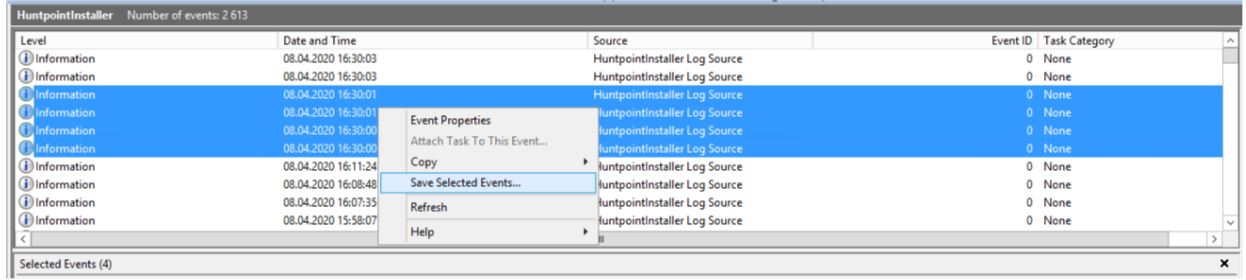 HuntpointInstaller Number of events: 2 613
Level Date and Time Source Event ID Task Category
Information 08.04.2020 16:30:03 HuntpointInstaller Log Source 0 None
Information 08.04.2020 16:30:03 HuntpointInstaller Log Source 0 None
Information 08.04.2020 16:30:01 HuntpointInstaller Log Source 0 None
Information 08.04.2020 16:30:01 HuntpointInstaller Log Source 0 None
Information 08.04.2020 16:30:00 HuntpointInstaller Log Source 0 None
Information 08.04.2020 16:30:00 HuntpointInstaller Log Source 0 None
Information 08.04.2020 16:11:24 HuntpointInstaller Log Source 0 None
Information 08.04.2020 16:08:48 HuntpointInstaller Log Source 0 None
Information 08.04.2020 16:07:35 HuntpointInstaller Log Source 0 None
Information 08.04.2020 15:58:07 HuntpointInstaller Log Source 0 None
Event Properties
Attach Task To This Event...
Copy
Save Selected Events...
Refresh
Help
Selected Events (4)